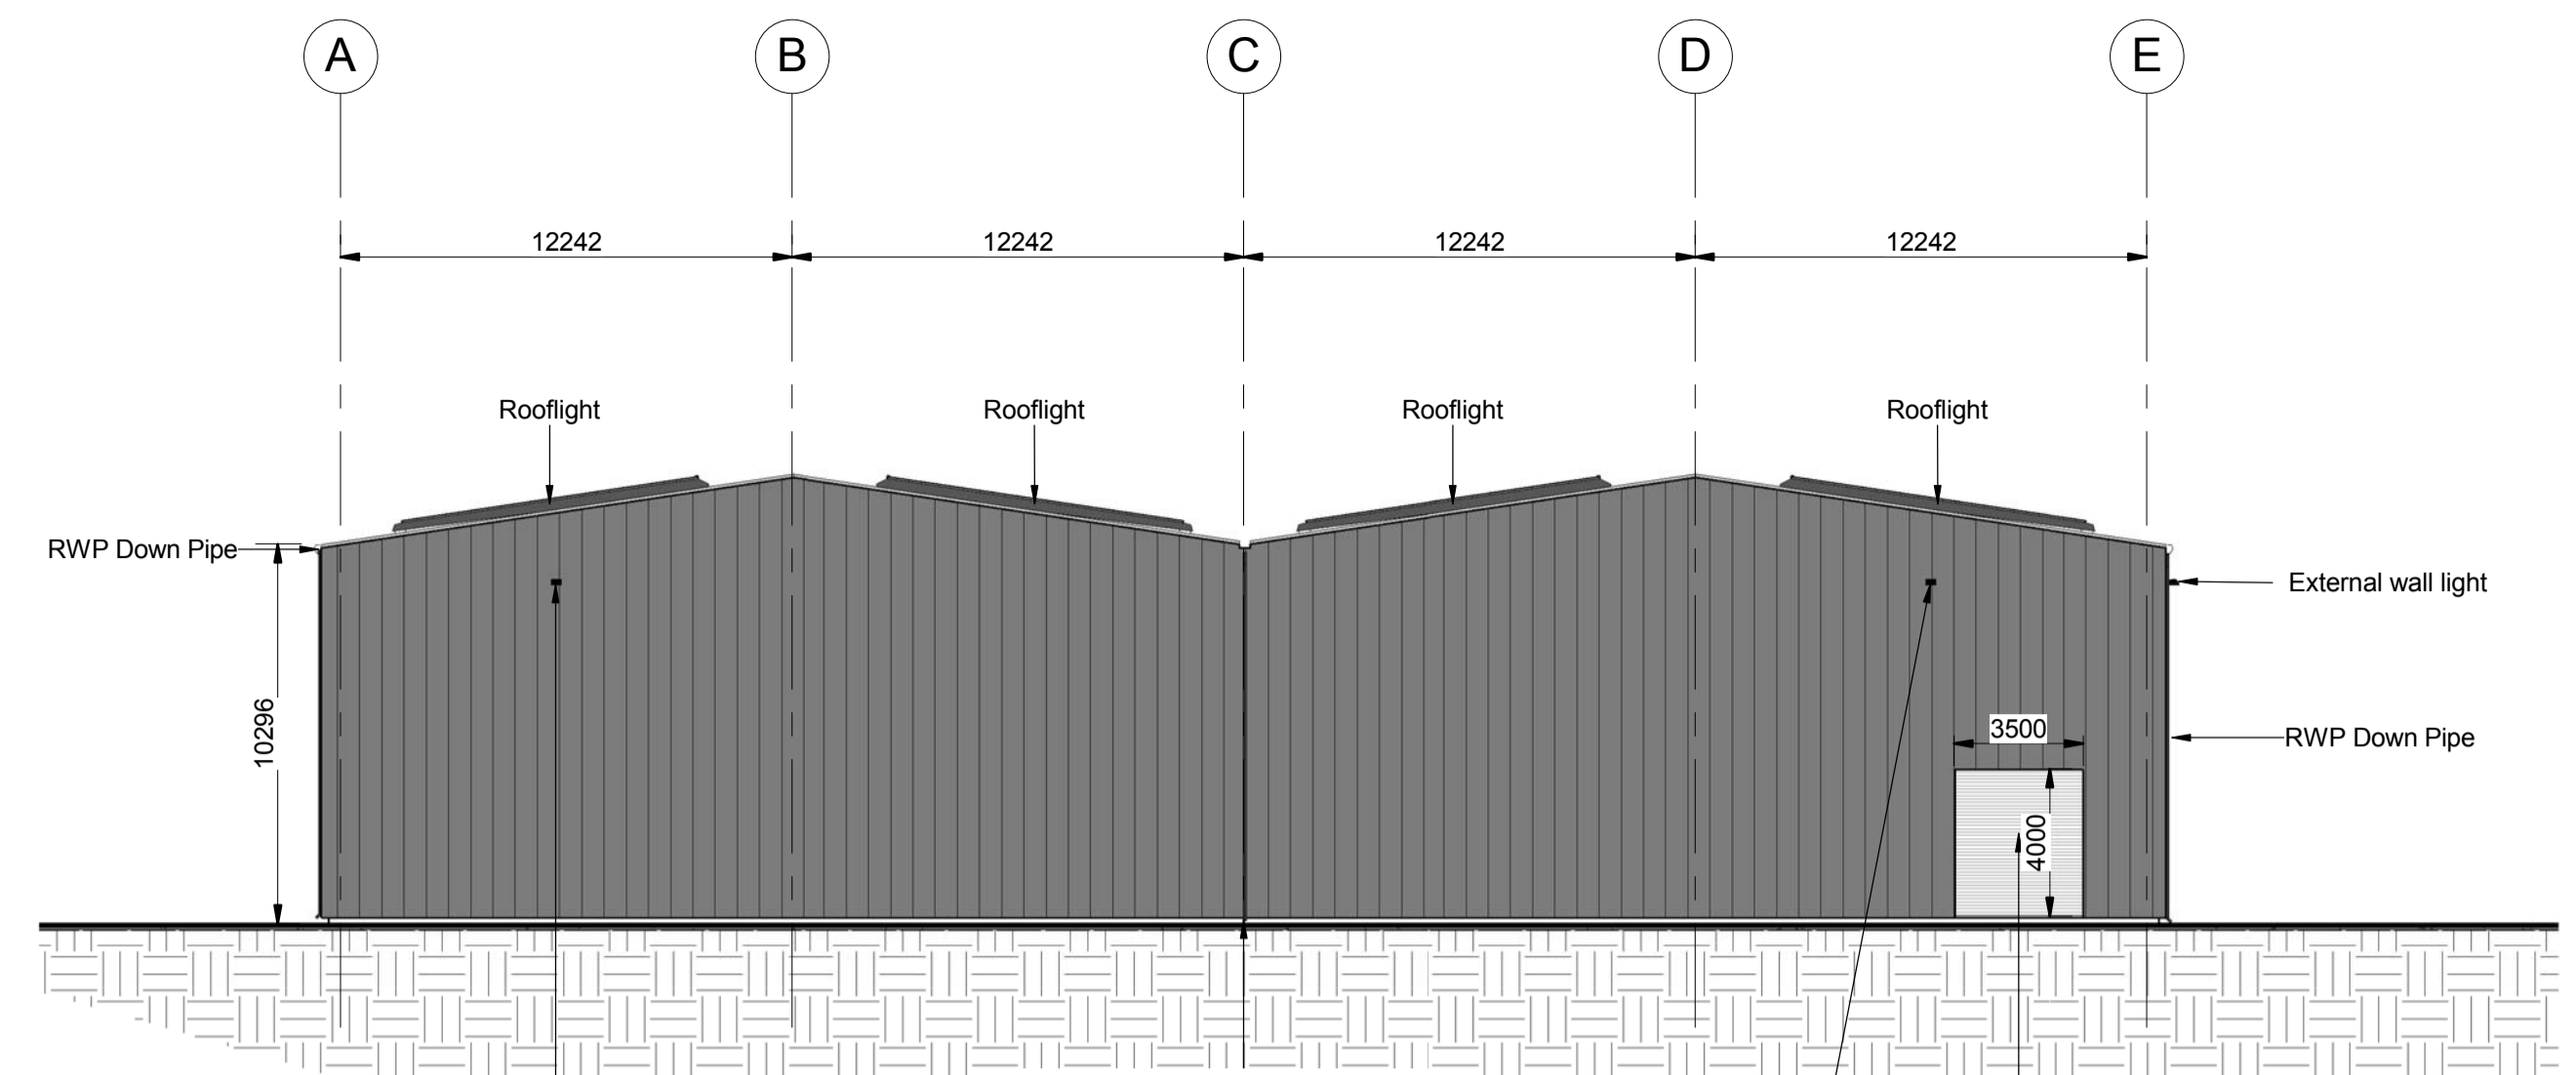 A B C D E
12242 12242 12242 12242
Rooflight Rooflight Rooflight Rooflight
RWP Down Pipe
External wall light
10296
3500
RWP Down Pipe
4000